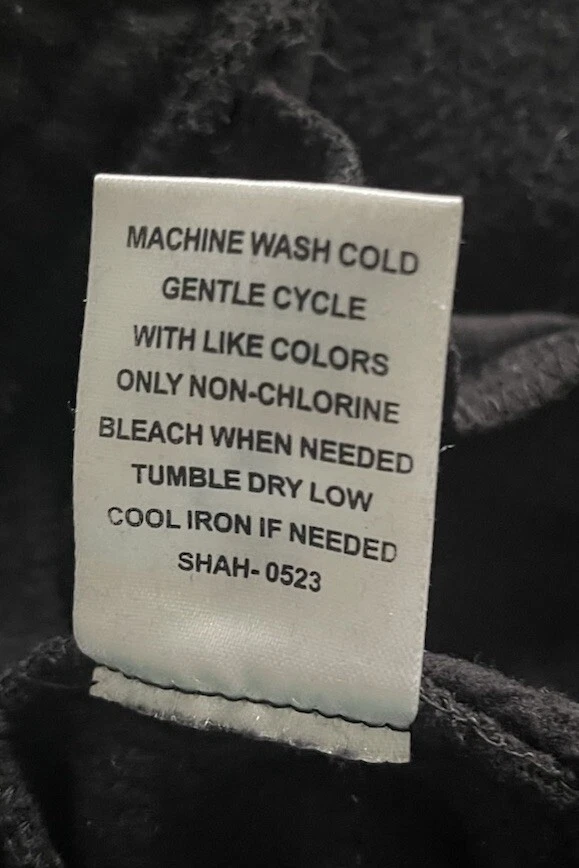 MACHINE WASH COLD
GENTLE CYCLE
WITH LIKE COLORS
ONLY NON-CHLORINE
BLEACH WHEN NEEDED
TUMBLE DRY LOW
COOL IRON IF NEEDED
SHAH- 0523